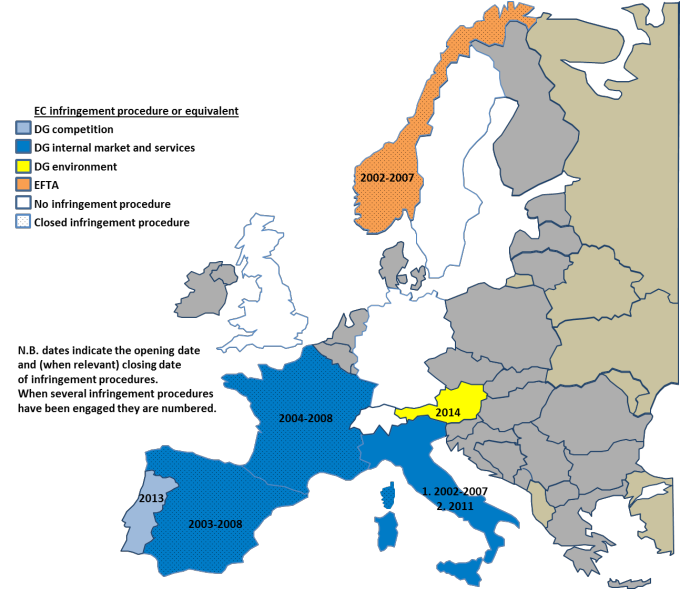 EC infringement procedure or equivalent
DG competition
DG internal market and services
DG environment
EFTA
No infringement procedure
Closed infringement procedure
2002-2007
N.B. dates indicate the opening date
and (when relevant) closing date
of infringement procedures.
When several infringement procedures
have been engaged they are numbered.
2004-2008
2014
2013
2003-2008
1. 2002-2007
2. 2011